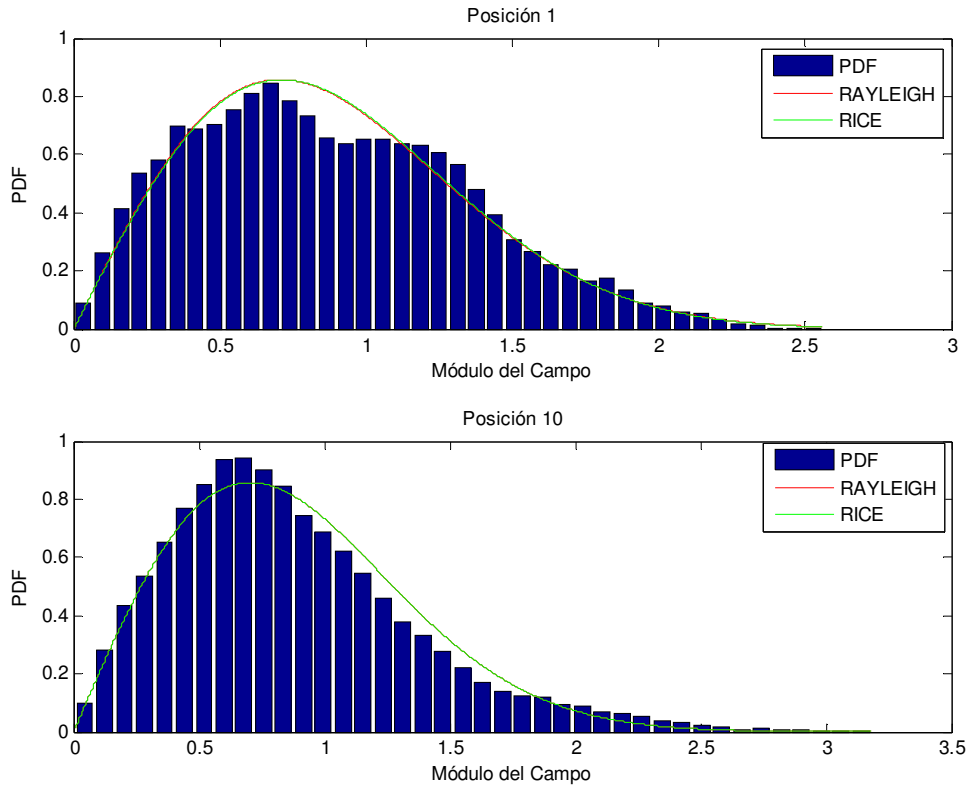 Posición 1
1
0.8
0.6
0.4
0.2
0
PDF
PDF
RAYLEIGH
RICE
0 0.5 1 1.5 2 2.5 3
Módulo del Campo
Posición 10
1
0.8
0.6
0.4
0.2
0
PDF
PDF
RAYLEIGH
RICE
0 0.5 1 1.5 2 2.5 3 3.5
Módulo del Campo